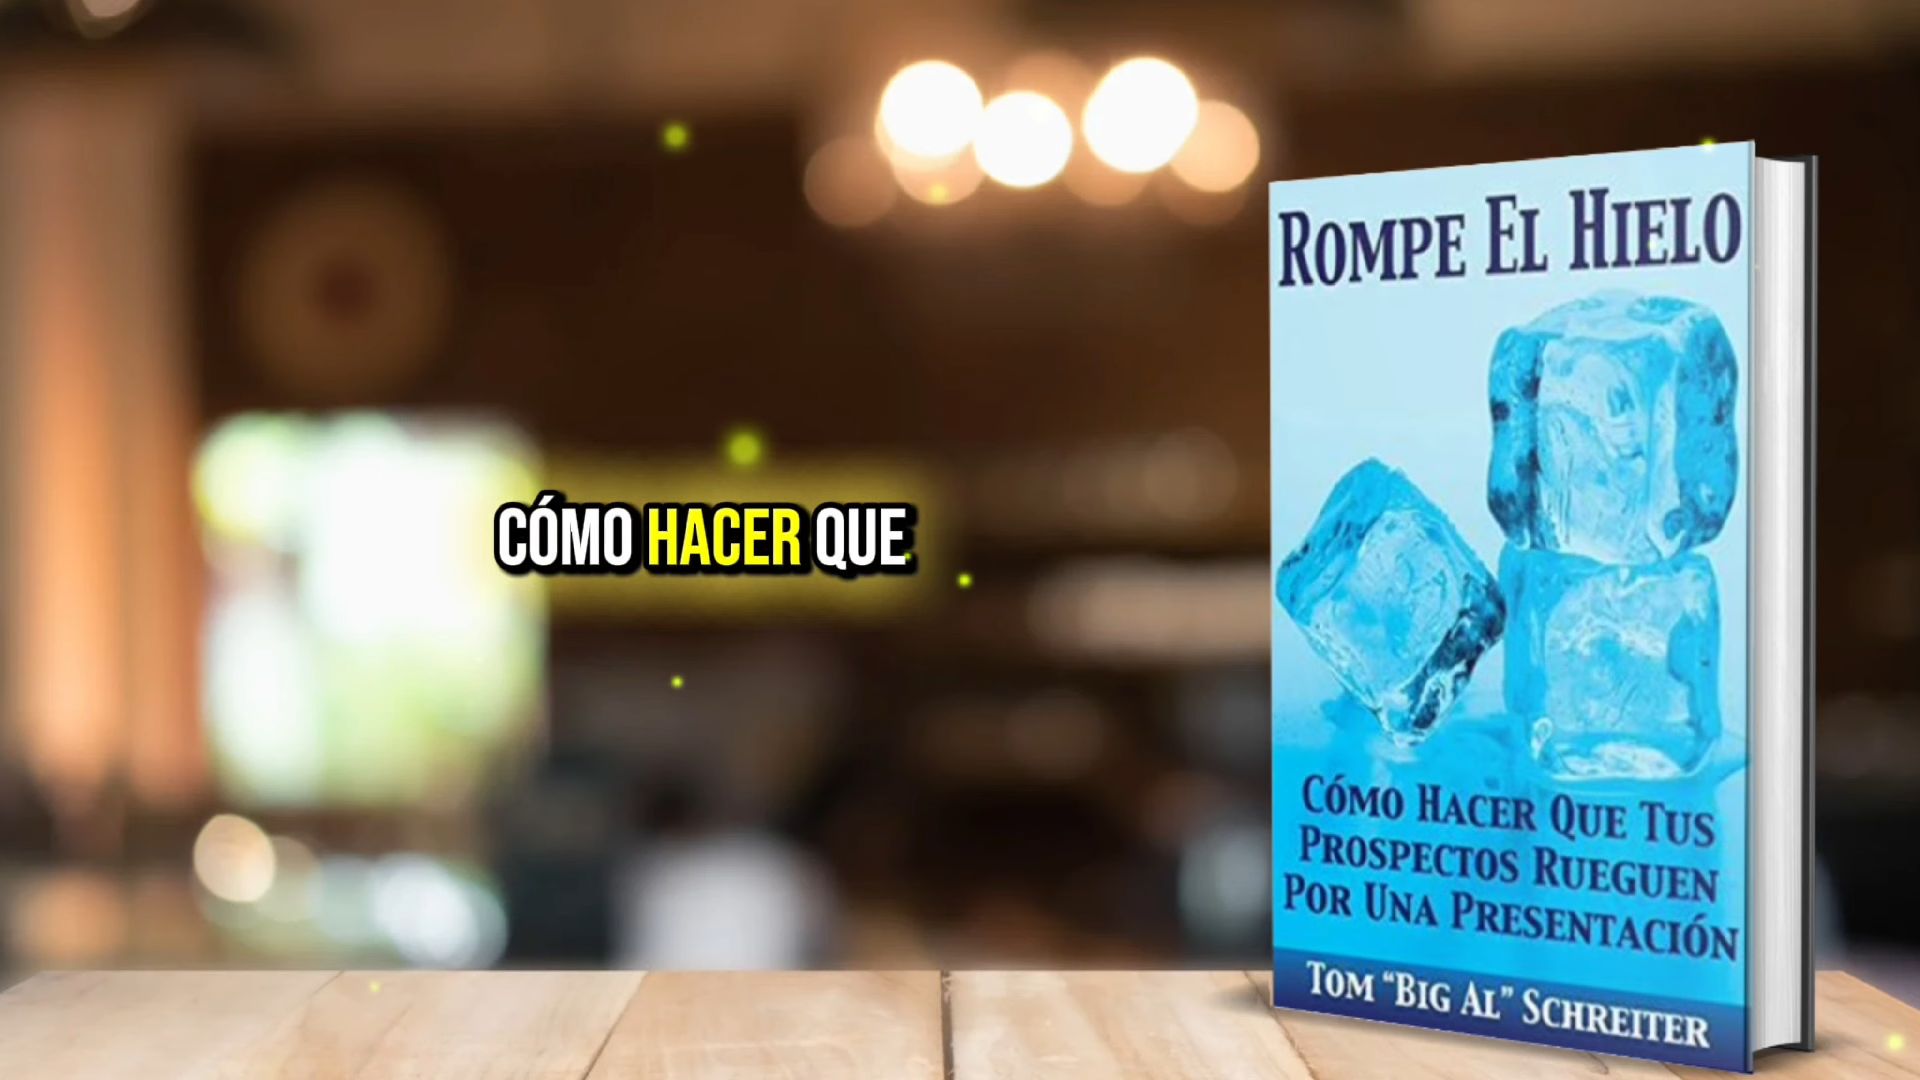 CÓMO HACER QUE
ROMPE EL HIELO
CÓMO HACER QUE TUS
PROSPECTOS RUEGUEN
POR UNA PRESENTACIÓN
TOM “BIG AL” SCHREITER